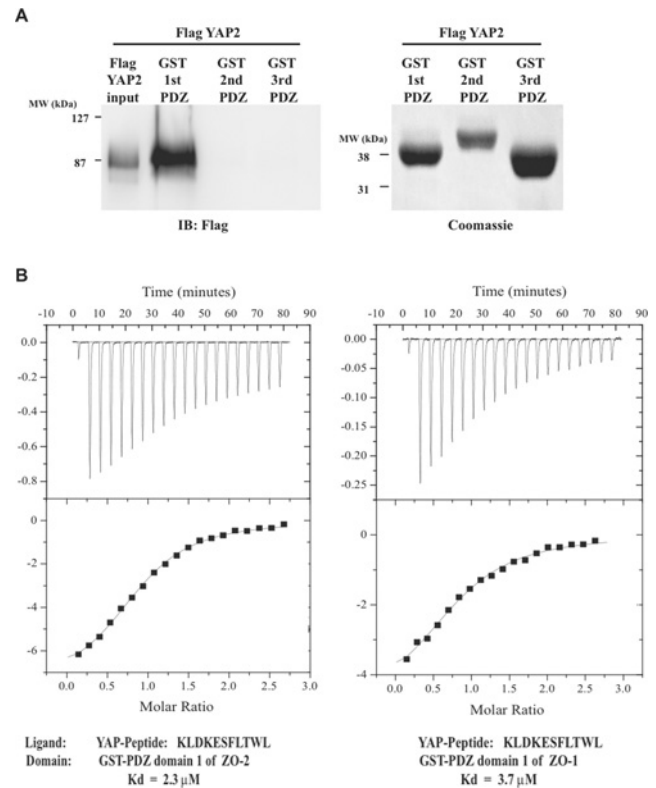 A
Flag YAP2
Flag YAP2 input
GST 1st PDZ
GST 2nd PDZ
GST 3rd PDZ
MW (kDa)
127
87
IB: Flag
Flag YAP2
GST 1st PDZ
GST 2nd PDZ
GST 3rd PDZ
MW (kDa)
38
31
Coomassie
B
Time (minutes)
-10 0 10 20 30 40 50 60 70 80 90
0.0
-0.2
-0.4
-0.6
-0.8
0
-2
-4
-6
0.0 0.5 1.0 1.5 2.0 2.5 3.0
Molar Ratio
Ligand: YAP-Peptide: KLDKESFLTWL
Domain: GST-PDZ domain 1 of ZO-2
Kd = 2.3 µM
Time (minutes)
-10 0 10 20 30 40 50 60 70 80 90
0.00
-0.05
-0.10
-0.15
-0.20
-0.25
0
-2
-4
0.0 0.5 1.0 1.5 2.0 2.5 3.0
Molar Ratio
YAP-Peptide: KLDKESFLTWL
GST-PDZ domain 1 of ZO-1
Kd = 3.7 µM